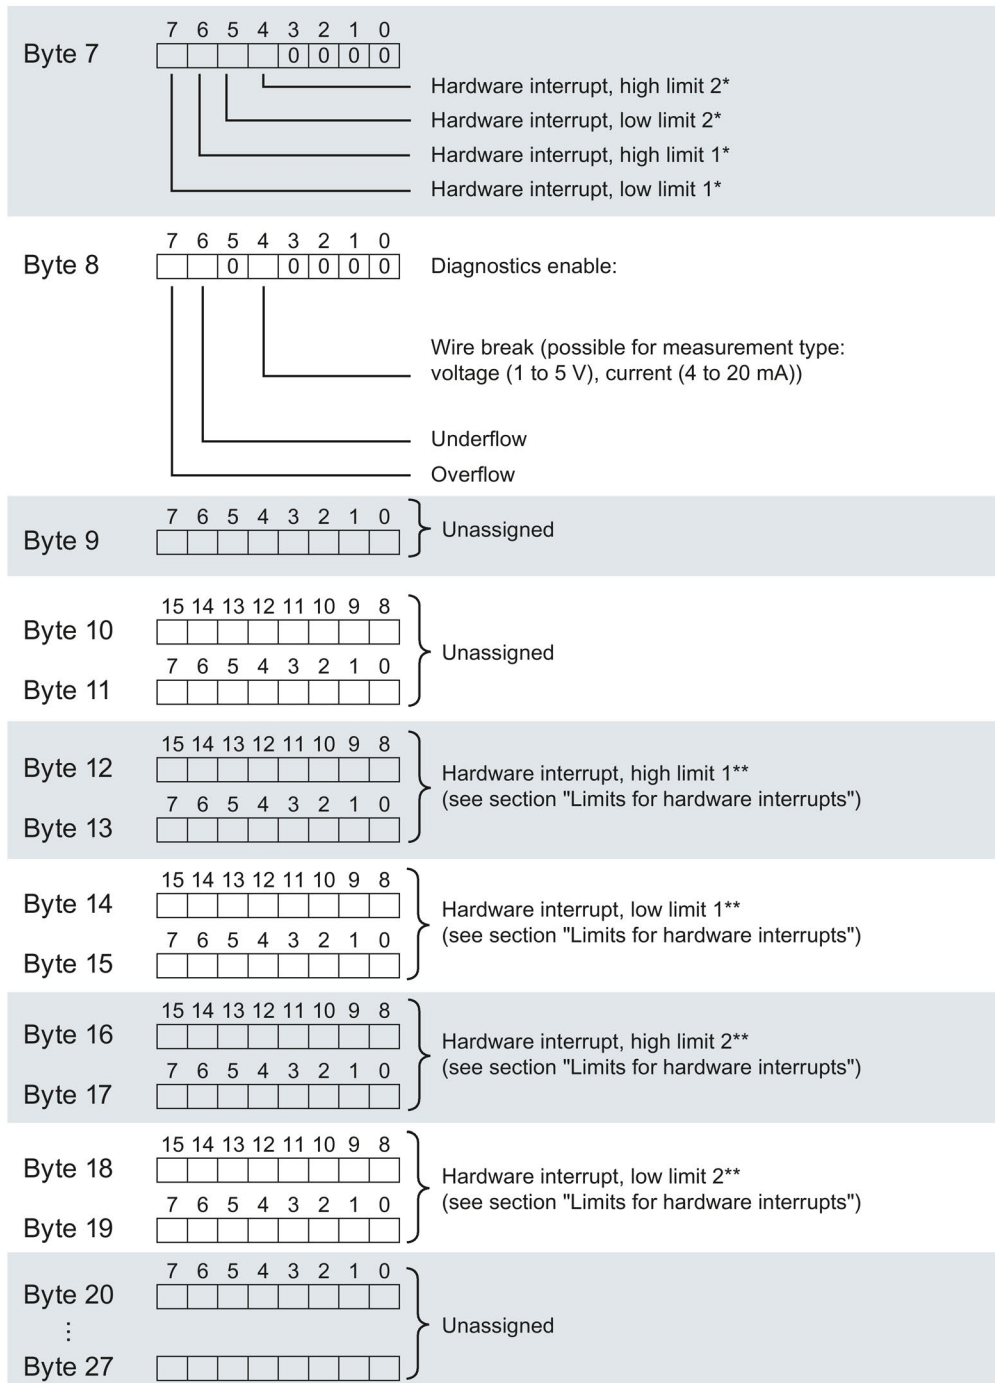 7 6 5 4 3 2 1 0
Byte 7 0 0 0 0
Hardware interrupt, high limit 2*
Hardware interrupt, low limit 2*
Hardware interrupt, high limit 1*
Hardware interrupt, low limit 1*
7 6 5 4 3 2 1 0
Byte 8 0 0 0 0 0 Diagnostics enable:
Wire break (possible for measurement type:
voltage (1 to 5 V), current (4 to 20 mA))
Underflow
Overflow
7 6 5 4 3 2 1 0
Byte 9 Unassigned
15 14 13 12 11 10 9 8
Byte 10
Unassigned
7 6 5 4 3 2 1 0
Byte 11
15 14 13 12 11 10 9 8
Byte 12
Hardware interrupt, high limit 1**
(see section "Limits for hardware interrupts")
7 6 5 4 3 2 1 0
Byte 13
15 14 13 12 11 10 9 8
Byte 14
Hardware interrupt, low limit 1**
(see section "Limits for hardware interrupts")
7 6 5 4 3 2 1 0
Byte 15
15 14 13 12 11 10 9 8
Byte 16
Hardware interrupt, high limit 2**
(see section "Limits for hardware interrupts")
7 6 5 4 3 2 1 0
Byte 17
15 14 13 12 11 10 9 8
Byte 18
Hardware interrupt, low limit 2**
(see section "Limits for hardware interrupts")
7 6 5 4 3 2 1 0
Byte 19
7 6 5 4 3 2 1 0
Byte 20
⋮ Unassigned
Byte 27